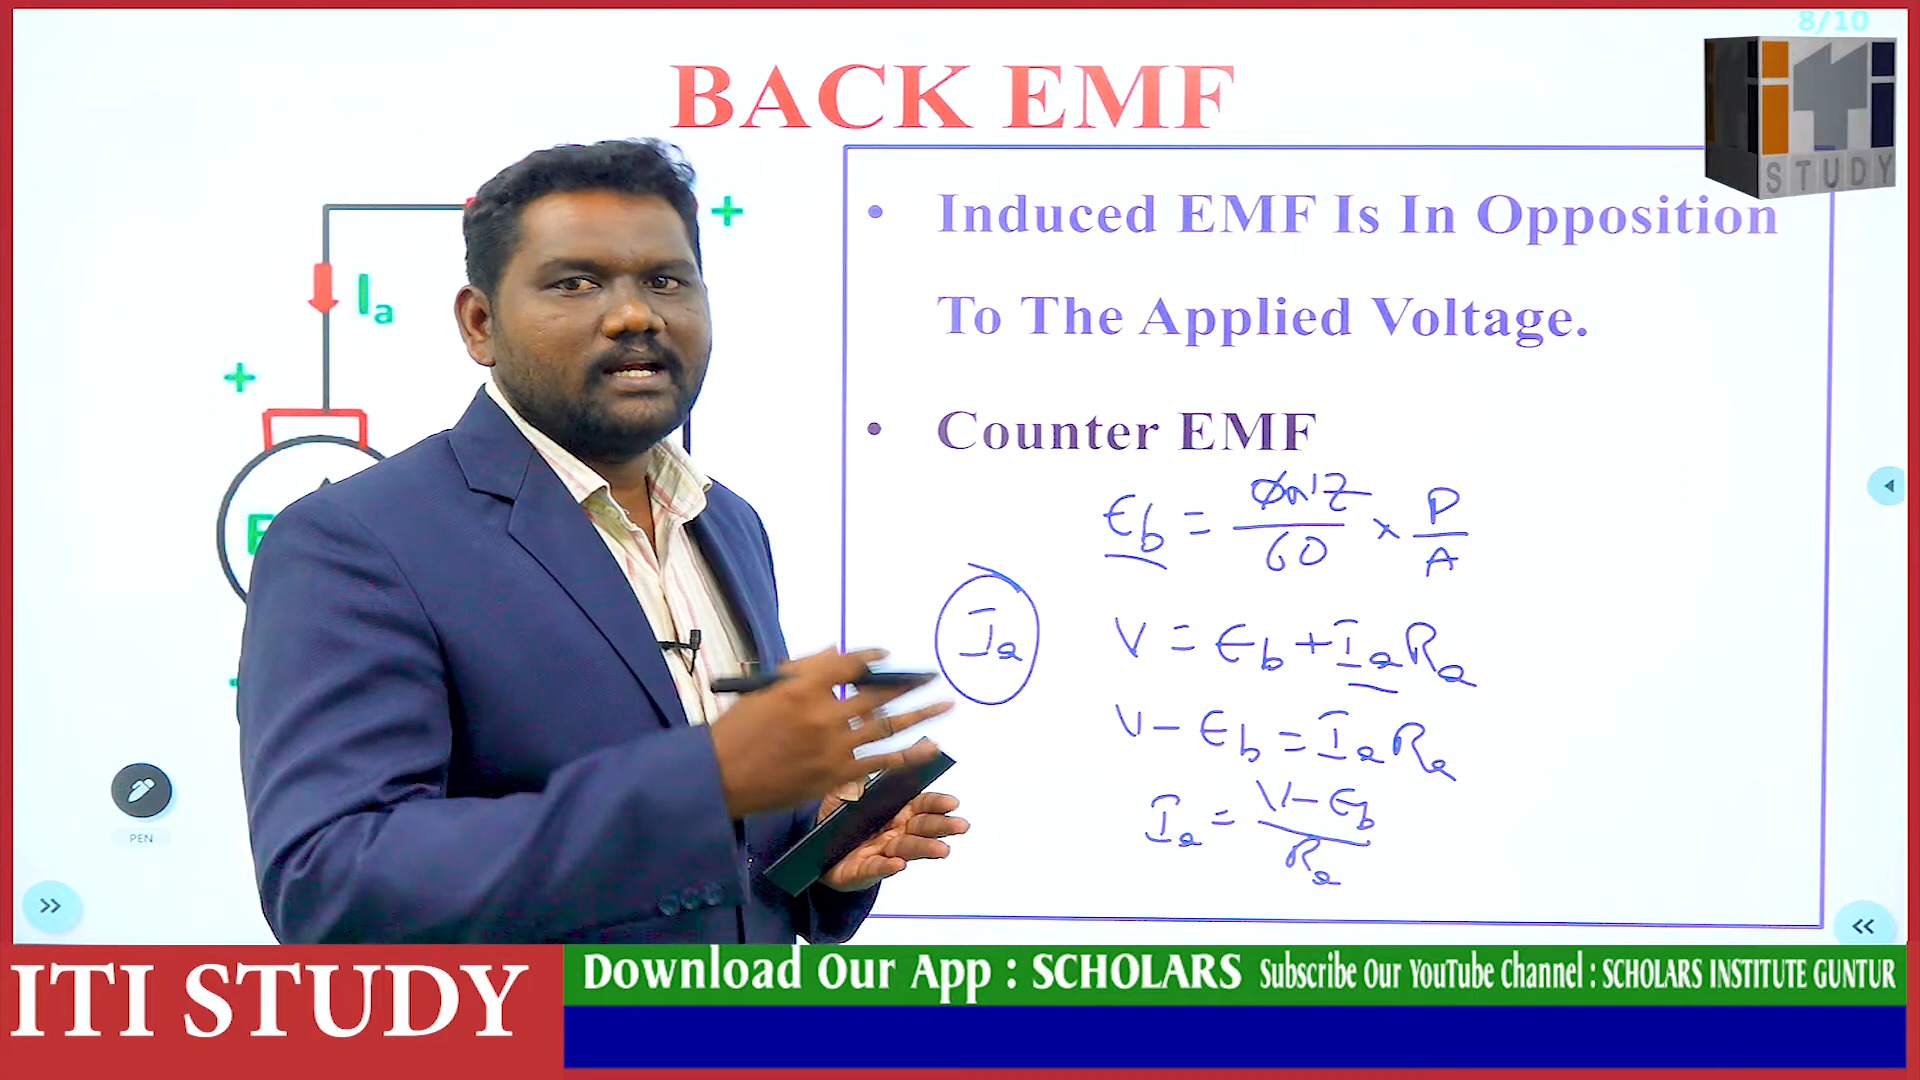 8/10
iTi
STUDY
BACK EMF
+
Ia
+
• Induced EMF Is In Opposition
To The Applied Voltage.
• Counter EMF
Eb = ΦNZ/60 × P/A
Ia
V = Eb + IaRa
V - Eb = IaRa
Ia = V - Eb/Ra
PEN
ITI STUDY
Download Our App : SCHOLARS Subscribe Our YouTube Channel : SCHOLARS INSTITUTE GUNTUR